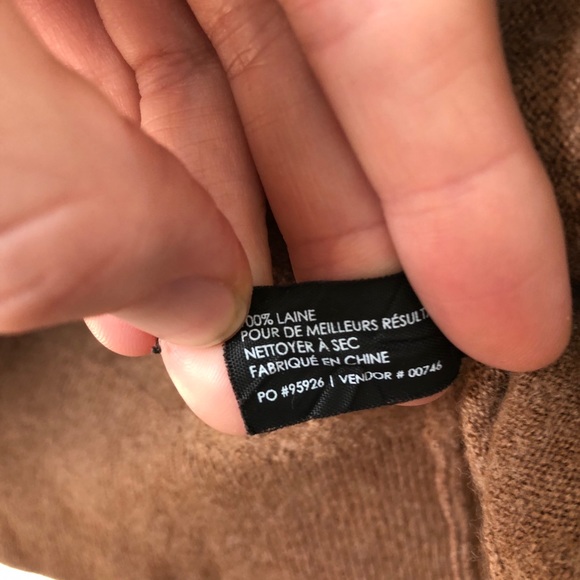 00% LAINE
POUR DE MEILLEURS RÉSULTA
NETTOYER À SEC
FABRIQUÉ EN CHINE
PO #95926 | VENDOR # 00746